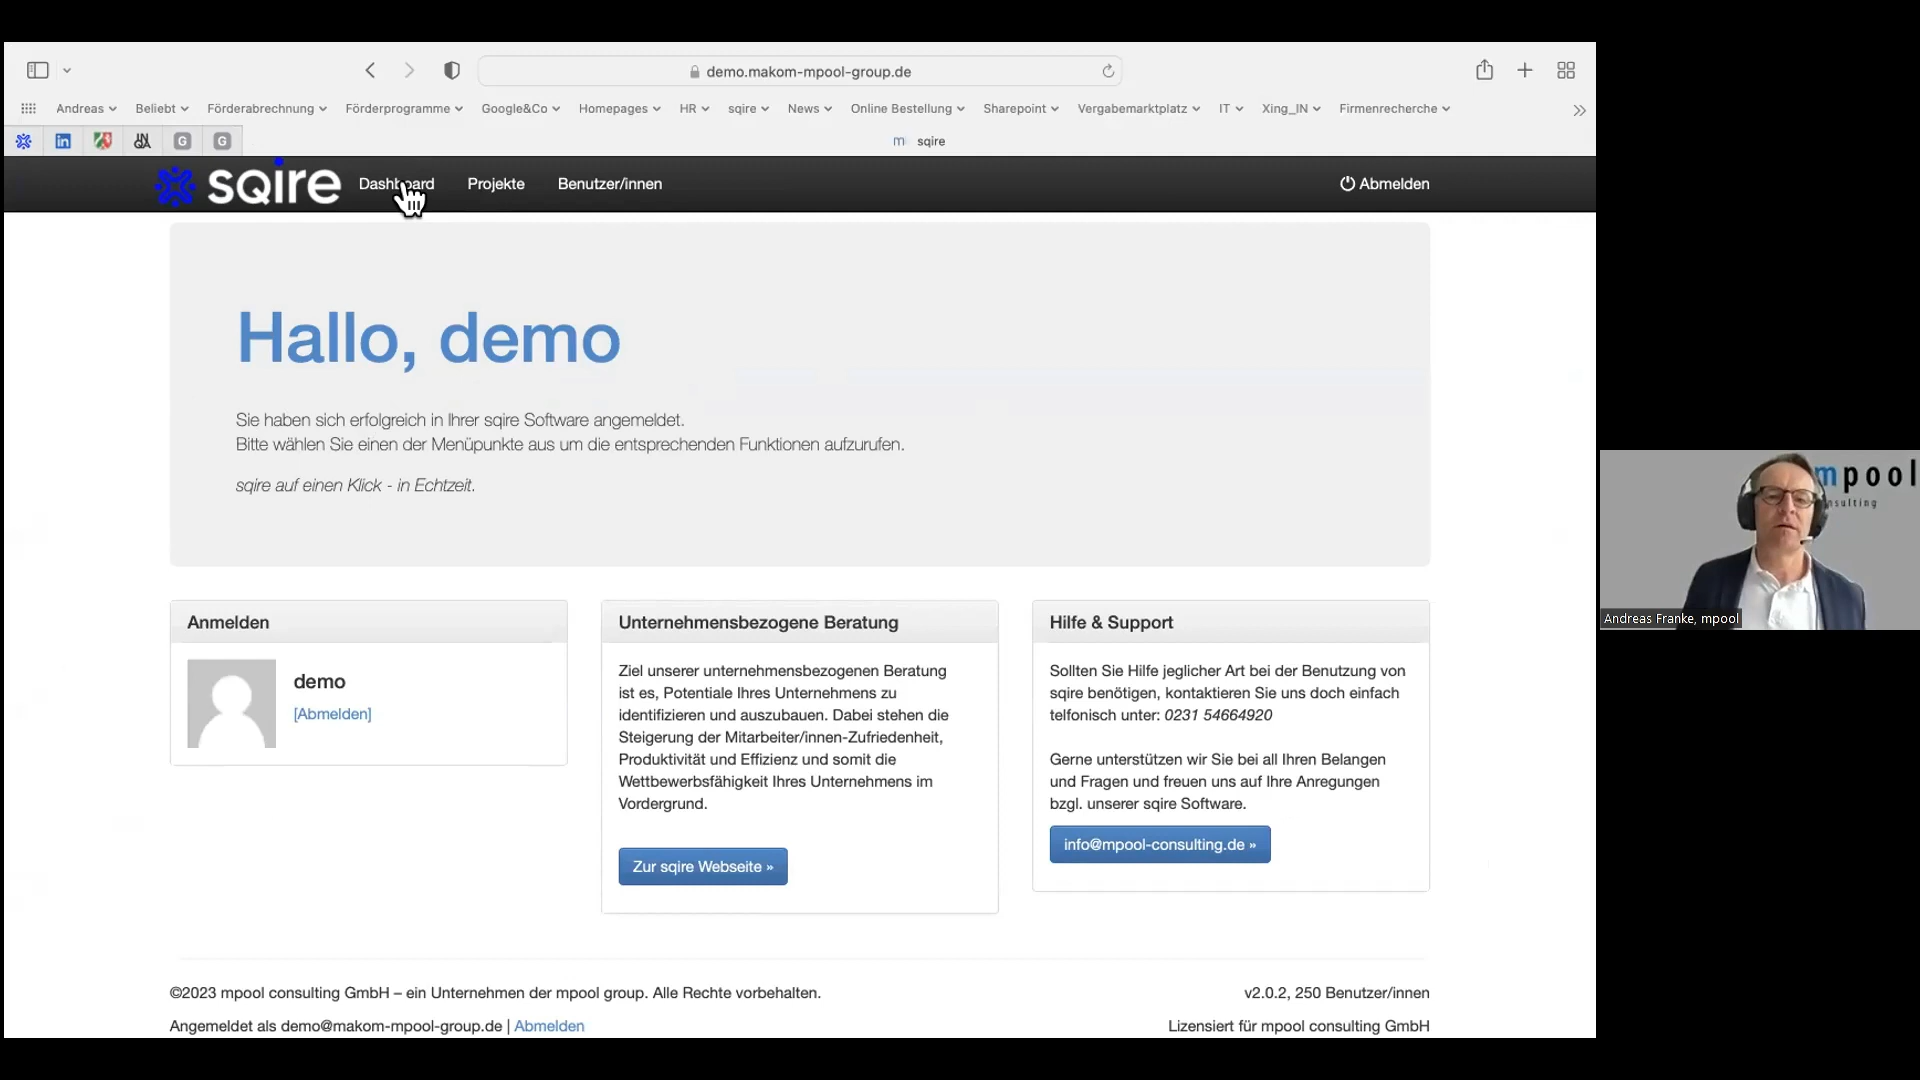 demo.makom-mpool-group.de
Andreas Beliebt Förderabrechnung Förderprogramme Google&Co Homepages HR sqire News Online Bestellung Sharepoint Vergabemarktplatz IT Xing_IN Firmenrecherche
in G G m sqire
sqire Dashboard Projekte Benutzer/innen Abmelden
Hallo, demo
Sie haben sich erfolgreich in Ihrer sqire Software angemeldet.
Bitte wählen Sie einen der Menüpunkte aus um die entsprechenden Funktionen aufzurufen.
sqire auf einen Klick - in Echtzeit.
mpool
nsulting
Andreas Franke, mpool
Anmelden
demo
[Abmelden]
Unternehmensbezogene Beratung
Ziel unserer unternehmensbezogenen Beratung
ist es, Potentiale Ihres Unternehmens zu
identifizieren und auszubauen. Dabei stehen die
Steigerung der Mitarbeiter/innen-Zufriedenheit,
Produktivität und Effizienz und somit die
Wettbewerbsfähigkeit Ihres Unternehmens im
Vordergrund.
Zur sqire Webseite »
Hilfe & Support
Sollten Sie Hilfe jeglicher Art bei der Benutzung von
sqire benötigen, kontaktieren Sie uns doch einfach
telfonisch unter: 0231 54664920
Gerne unterstützen wir Sie bei all Ihren Belangen
und Fragen und freuen uns auf Ihre Anregungen
bzgl. unserer sqire Software.
info@mpool-consulting.de »
©2023 mpool consulting GmbH – ein Unternehmen der mpool group. Alle Rechte vorbehalten.
v2.0.2, 250 Benutzer/innen
Angemeldet als demo@makom-mpool-group.de | Abmelden
Lizensiert für mpool consulting GmbH